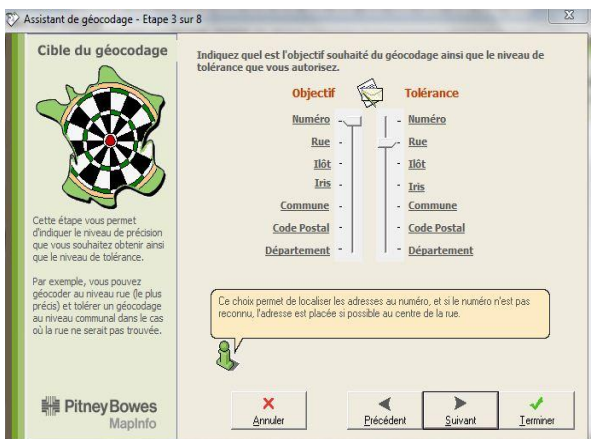 Assistant de géocodage - Etape 3 sur 8
Cible du géocodage
Cette étape vous permet
d'indiquer le niveau de précision
que vous souhaitez obtenir ainsi
que le niveau de tolérance.
Par exemple, vous pouvez
géocoder au niveau rue (le plus
précis) et tolérer un géocodage
au niveau communal dans le cas
où la rue ne serait pas trouvée.
PitneyBowes
MapInfo
Indiquez quel est l'objectif souhaité du géocodage ainsi que le niveau de
tolérance que vous autorisez.
Objectif Tolérance
Numéro - - Numéro
Rue - - Rue
Ilôt - - Ilôt
Iris - - Iris
Commune - - Commune
Code Postal - - Code Postal
Département - - Département
Ce choix permet de localiser les adresses au numéro, et si le numéro n'est pas
reconnu, l'adresse est placée si possible au centre de la rue.
Annuler Précédent Suivant Terminer